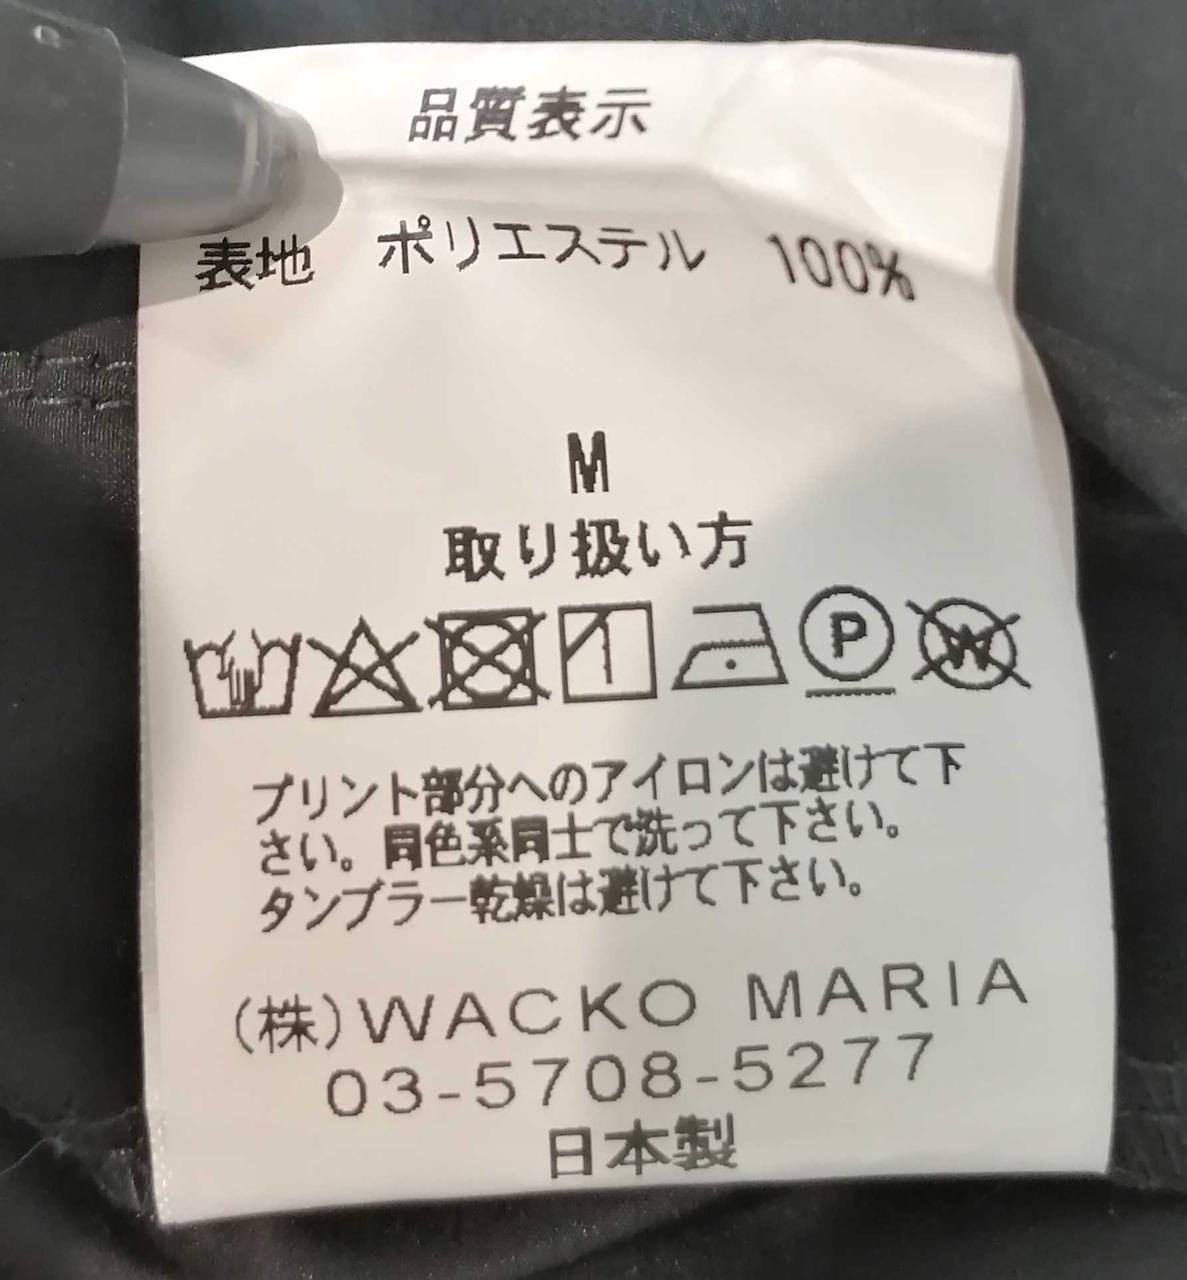 品質表示
表地 ポリエステル 100%
M
取り扱い方
P W
プリント部分へのアイロンは避けて下
さい。同色系同士で洗って下さい。
タンブラー乾燥は避けて下さい。
(株)WACKO MARIA
03-5708-5277
日本製